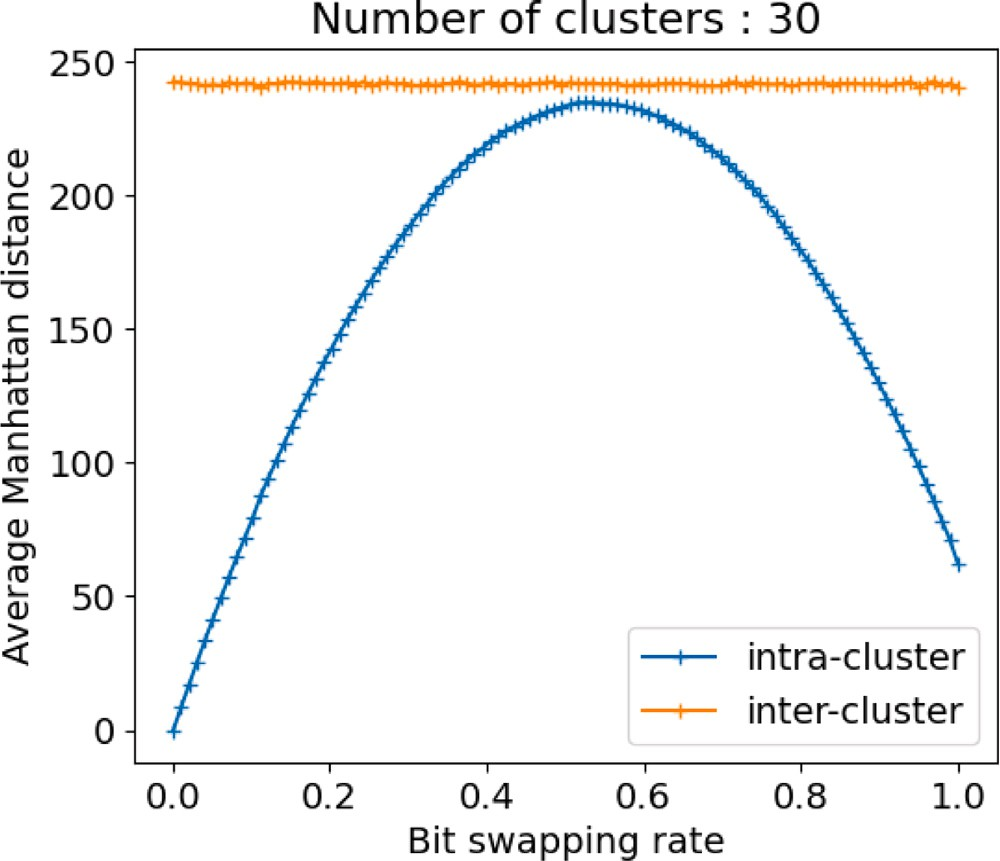 Number of clusters : 30
Average Manhattan distance
250
200
150
100
50
0
intra-cluster
inter-cluster
0.0 0.2 0.4 0.6 0.8 1.0
Bit swapping rate